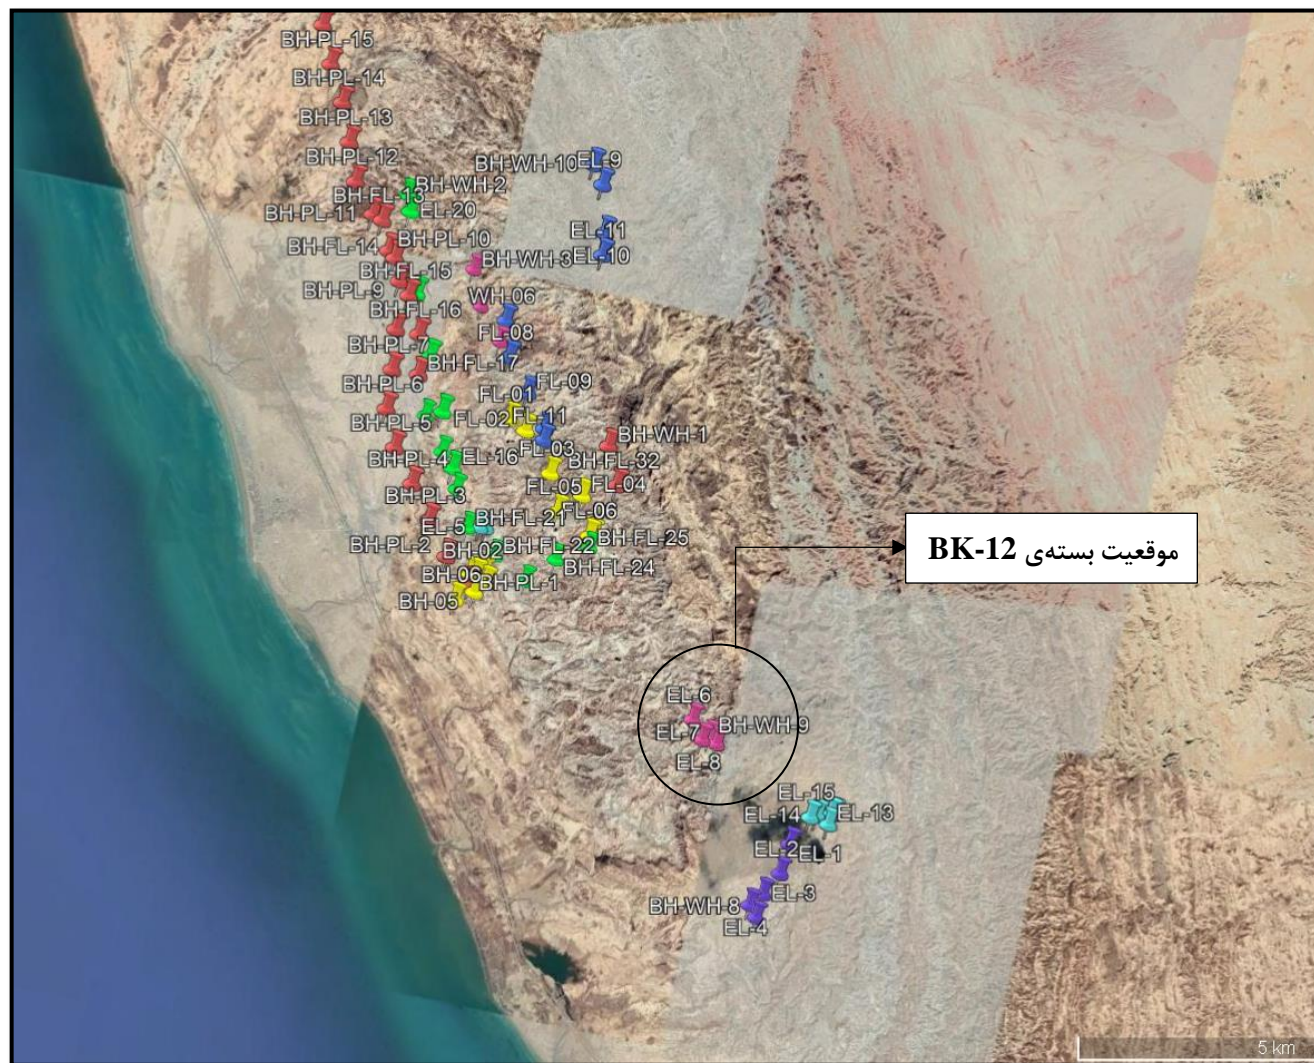 BH-PL-15
BH-PL-14
BH-PL-13
BH-PL-12
BH-WH-10
EL-9
BH-WH-2
BH-FL-13
BH-PL-11
EL-20
EL-11
BH-FL-14
BH-PL-10
EL-10
BH-WH-3
BH-FL-15
BH-PL-9
WH-06
BH-FL-16
FL-08
BH-PL-7
BH-FL-17
BH-PL-6
FL-09
FL-01
BH-PL-5
FL-02
FL-11
BH-WH-1
FL-03
BH-PL-4
EL-16
BH-FL-32
FL-05
FL-04
BH-PL-3
FL-06
EL-5
BH-FL-21
BH-FL-25
BH-PL-2
BH-02
BH-FL-22
BH-FL-24
BH-06
BH-PL-1
BH-05
موقعیت بسته‌ی BK-12
EL-6
EL-7
BH-WH-9
EL-8
EL-15
EL-14
EL-13
EL-2
EL-1
EL-3
BH-WH-8
EL-4
5 km